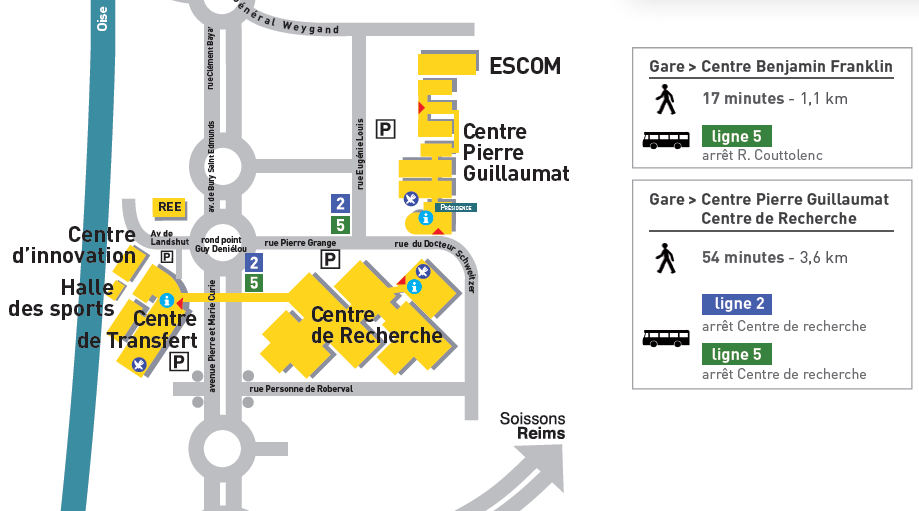 Oise
Général Weygand
rue Clément Bayard
ESCOM
Centre
Pierre
Guillaumat
P
rue Eugénie Louis
av. de Bury Saint Edmunds
PRÉSIDENCE
i
REE
2
5
Av de
Landshut
P
rond point
Guy Deniélou
rue Pierre Grange
rue du Docteur Schweitzer
P
2
5
Centre
d'innovation
Halle
des sports
i
Centre
de Transfert
P
avenue Pierre et Marie Curie
i
Centre
de Recherche
rue Personne de Roberval
Soissons
Reims
Gare > Centre Benjamin Franklin
17 minutes - 1,1 km
ligne 5
arrêt R. Couttolenc
Gare > Centre Pierre Guillaumat
Centre de Recherche
54 minutes - 3,6 km
ligne 2
arrêt Centre de recherche
ligne 5
arrêt Centre de recherche